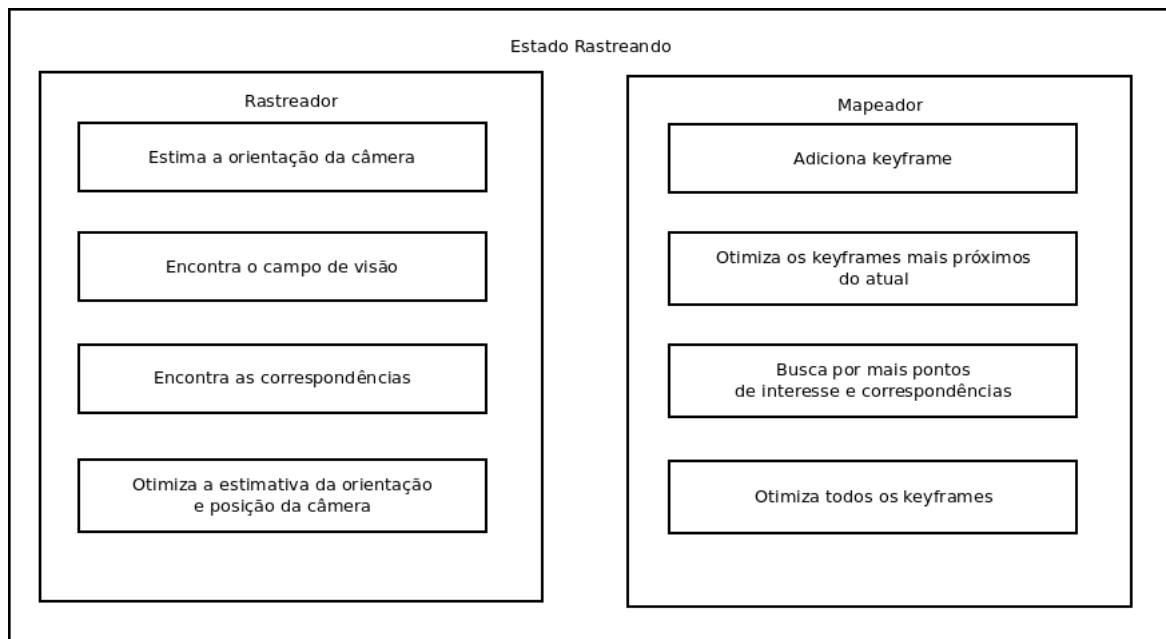 Estado Rastreando
Rastreador
Estima a orientação da câmera
Encontra o campo de visão
Encontra as correspondências
Otimiza a estimativa da orientação
e posição da câmera
Mapeador
Adiciona keyframe
Otimiza os keyframes mais próximos
do atual
Busca por mais pontos
de interesse e correspondências
Otimiza todos os keyframes